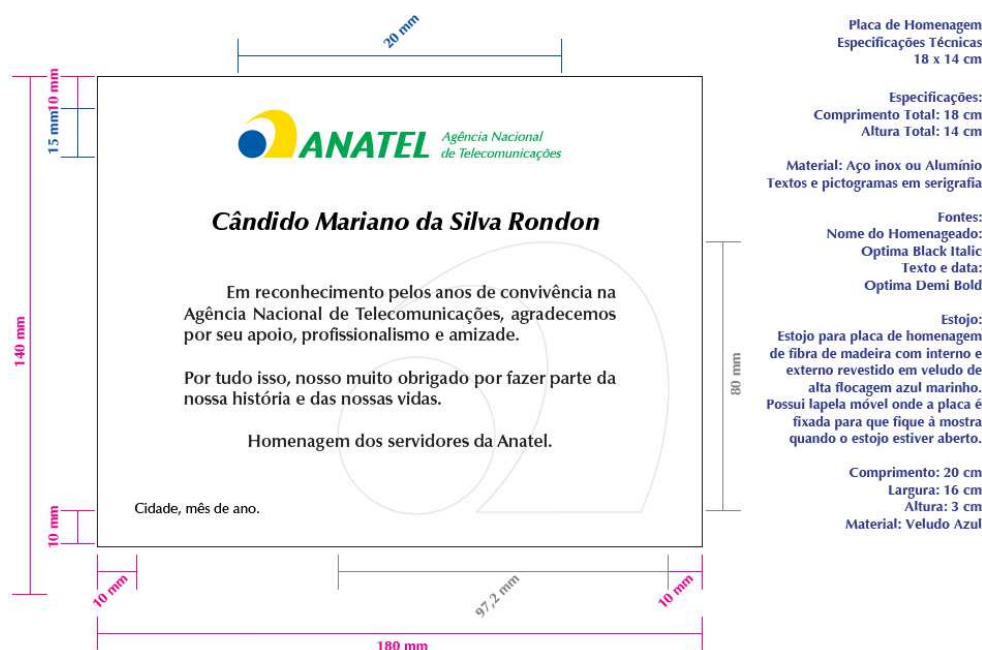 20 mm
10 mm
15 mm
140 mm
ANATEL
Agência Nacional
de Telecomunicações
Cândido Mariano da Silva Rondon
Em reconhecimento pelos anos de convivência na
Agência Nacional de Telecomunicações, agradecemos
por seu apoio, profissionalismo e amizade.
Por tudo isso, nosso muito obrigado por fazer parte da
nossa história e das nossas vidas.
Homenagem dos servidores da Anatel.
Cidade, mês de ano.
80 mm
10 mm
10 mm
97,2 mm
10 mm
180 mm
Placa de Homenagem
Especificações Técnicas
18 x 14 cm
Especificações:
Comprimento Total: 18 cm
Altura Total: 14 cm
Material: Aço inox ou Alumínio
Textos e pictogramas em serigrafia
Fontes:
Nome do Homenageado:
Optima Black Italic
Texto e data:
Optima Demi Bold
Estojo:
Estojo para placa de homenagem
de fibra de madeira com interno e
externo revestido em veludo de
alta flocagem azul marinho.
Possui lapela móvel onde a placa é
fixada para que fique à mostra
quando o estojo estiver aberto.
Comprimento: 20 cm
Largura: 16 cm
Altura: 3 cm
Material: Veludo Azul